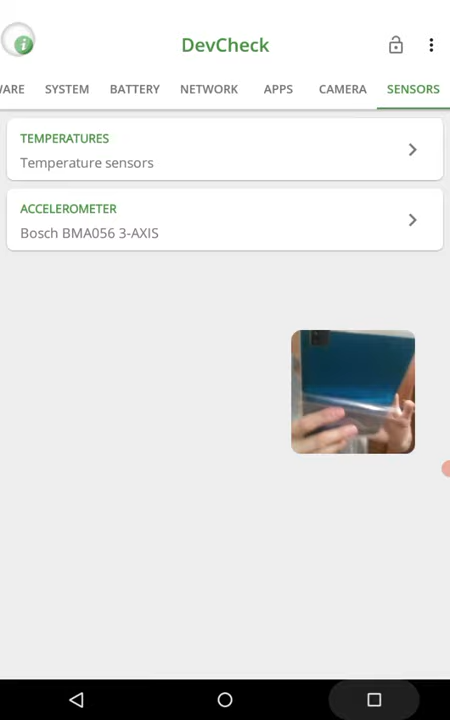 DevCheck
WARE SYSTEM BATTERY NETWORK APPS CAMERA SENSORS
TEMPERATURES
Temperature sensors
ACCELEROMETER
Bosch BMA056 3-AXIS